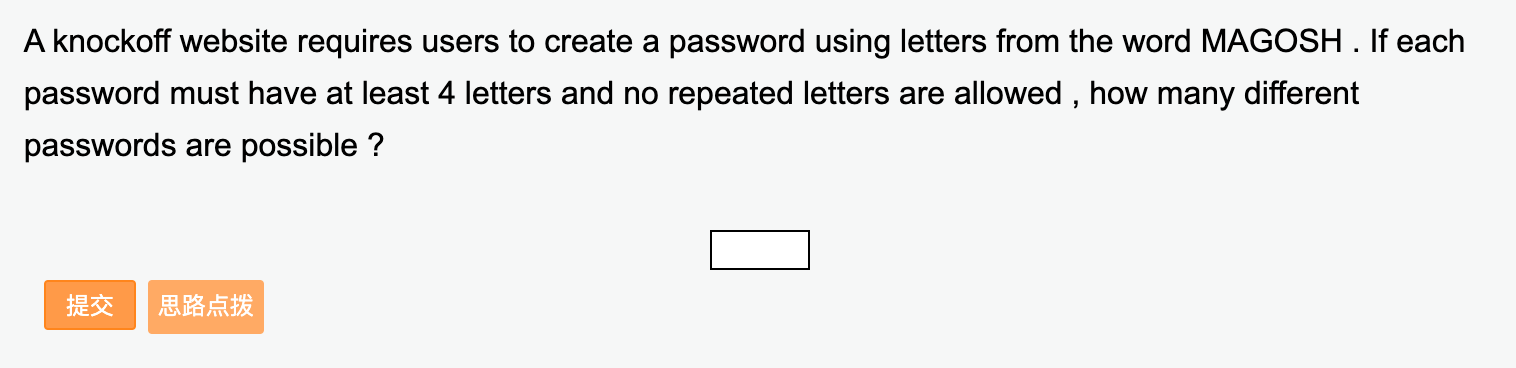 A knockoff website requires users to create a password using letters from the word MAGOSH . If each
password must have at least 4 letters and no repeated letters are allowed , how many different
passwords are possible ?
提交 思路点拨